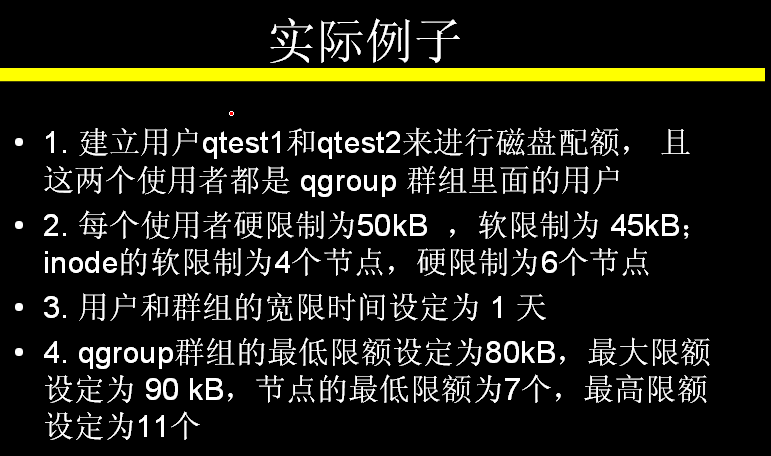 实际例子
• 1. 建立用户qtest1和qtest2来进行磁盘配额， 且
这两个使用者都是 qgroup 群组里面的用户
• 2. 每个使用者硬限制为50kB ，软限制为 45kB；
inode的软限制为4个节点，硬限制为6个节点
• 3. 用户和群组的宽限时间设定为 1 天
• 4. qgroup群组的最低限额设定为80kB，最大限额
设定为 90 kB，节点的最低限额为7个，最高限额
设定为11个